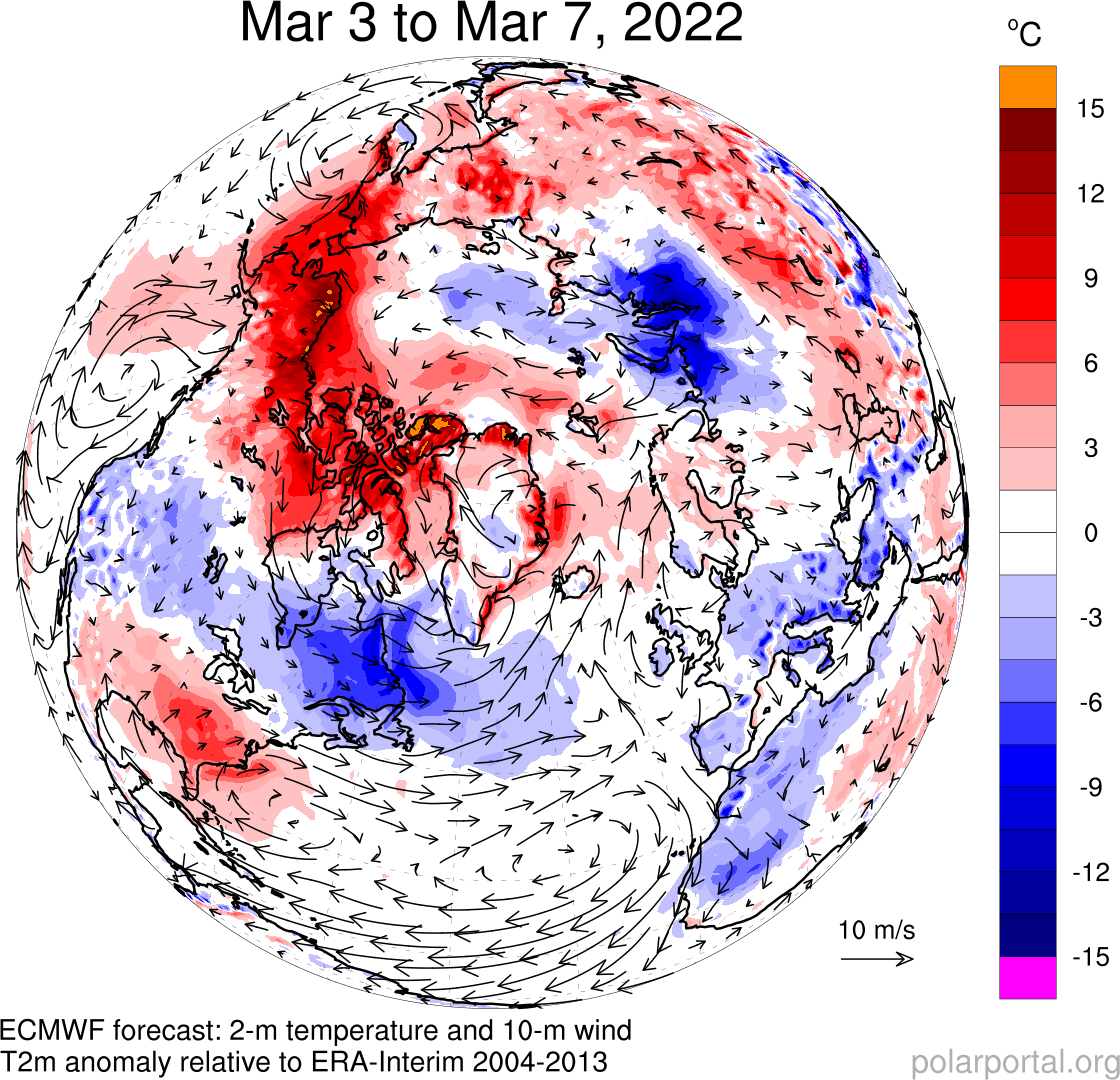 Mar 3 to Mar 7, 2022
°C
15
12
9
6
3
0
-3
-6
-9
-12
-15
10 m/s
ECMWF forecast: 2-m temperature and 10-m wind
T2m anomaly relative to ERA-Interim 2004-2013
polarportal.org